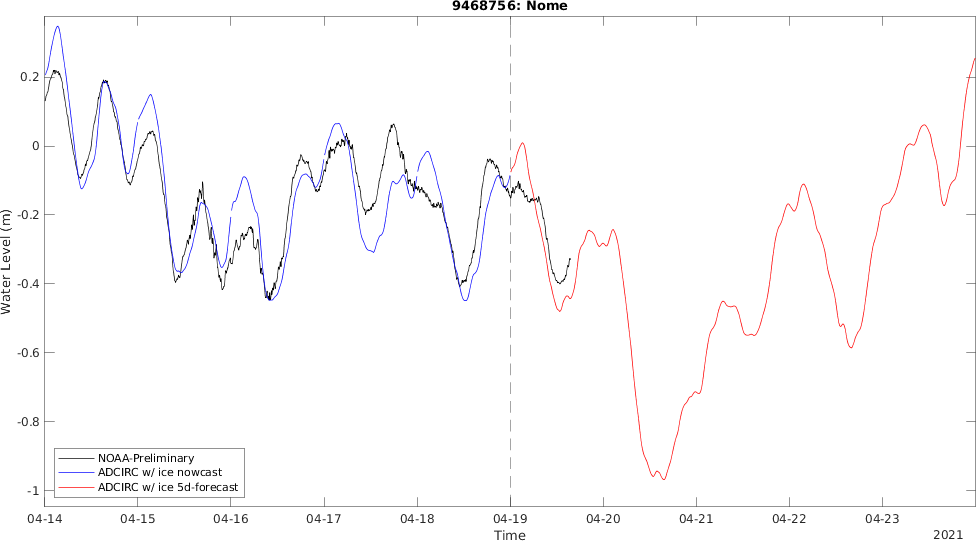 9468756: Nome
Water Level (m)
0.2
0
-0.2
-0.4
-0.6
-0.8
-1
NOAA-Preliminary
ADCIRC w/ ice nowcast
ADCIRC w/ ice 5d-forecast
04-14 04-15 04-16 04-17 04-18 04-19 04-20 04-21 04-22 04-23
Time
2021